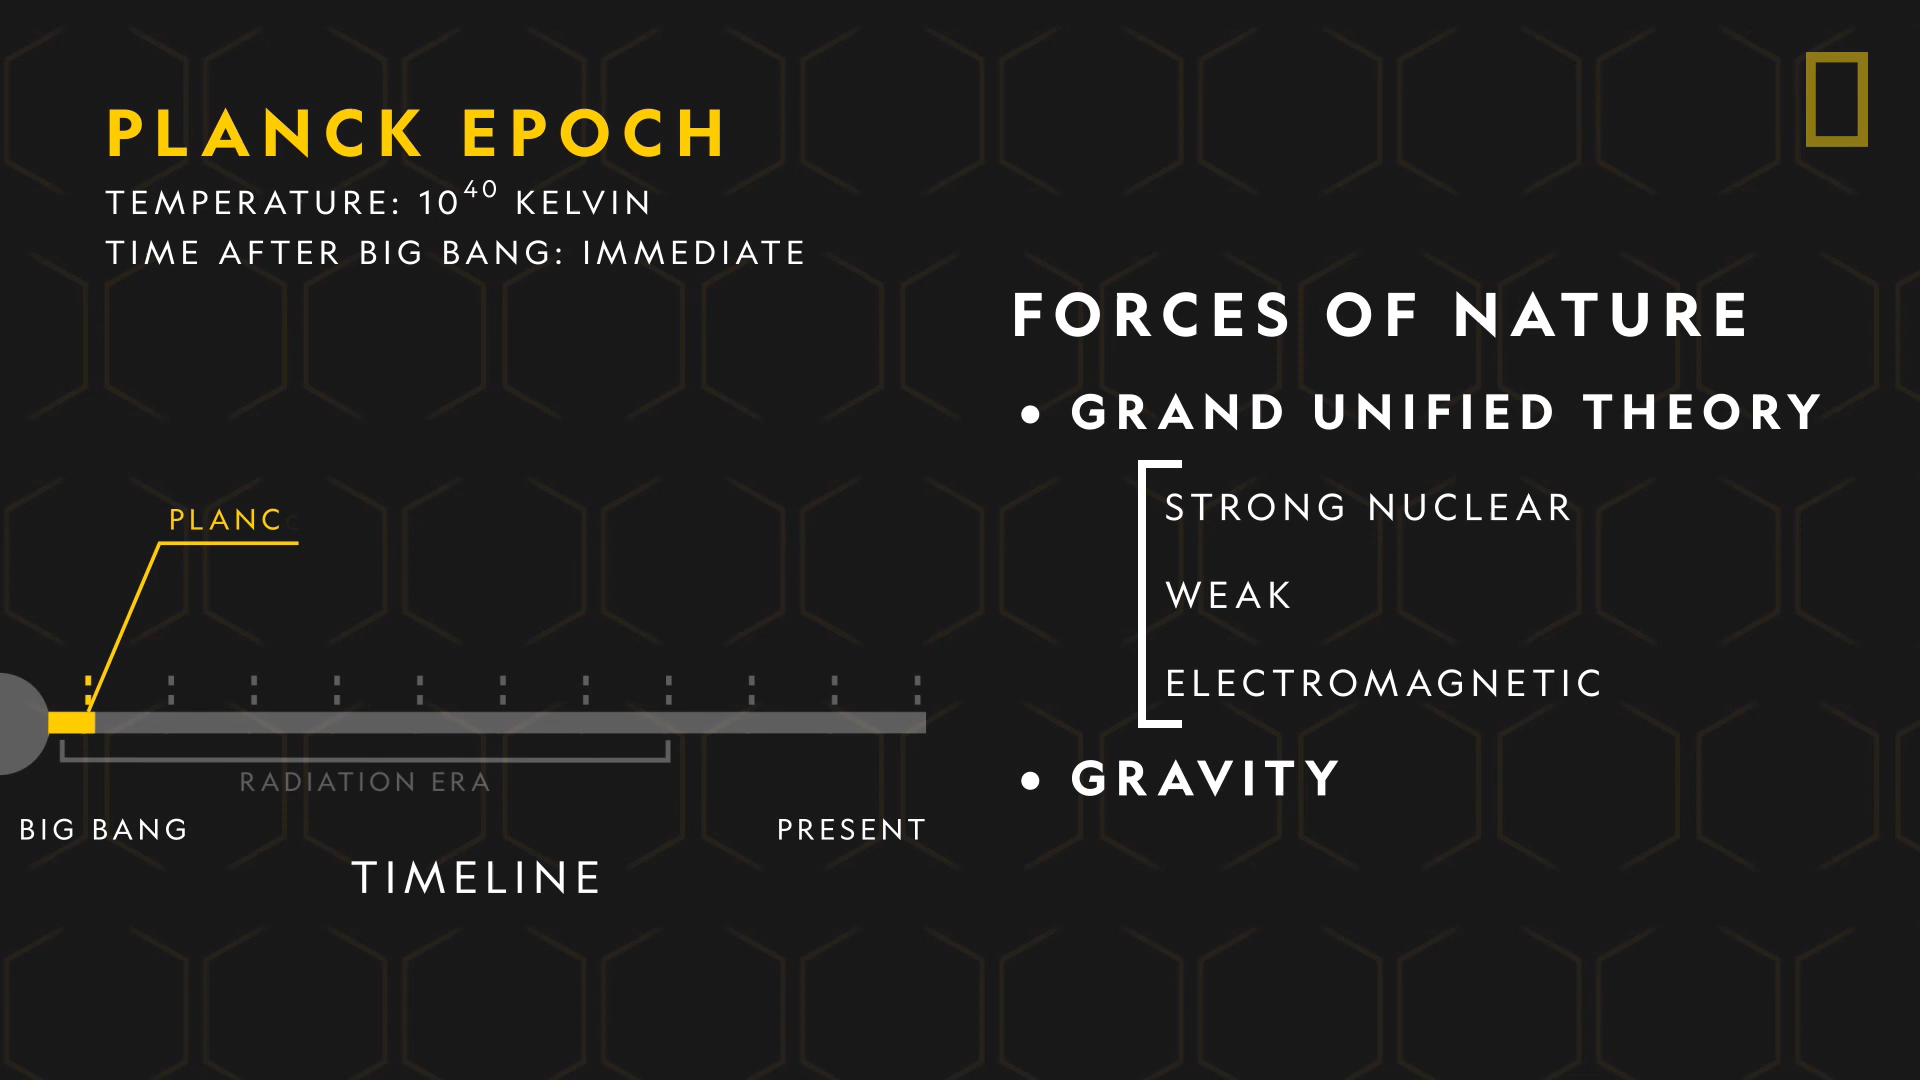 PLANCK EPOCH
TEMPERATURE: 10⁴⁰ KELVIN
TIME AFTER BIG BANG: IMMEDIATE
FORCES OF NATURE
• GRAND UNIFIED THEORY
STRONG NUCLEAR
WEAK
ELECTROMAGNETIC
• GRAVITY
PLANC
RADIATION ERA
BIG BANG
PRESENT
TIMELINE